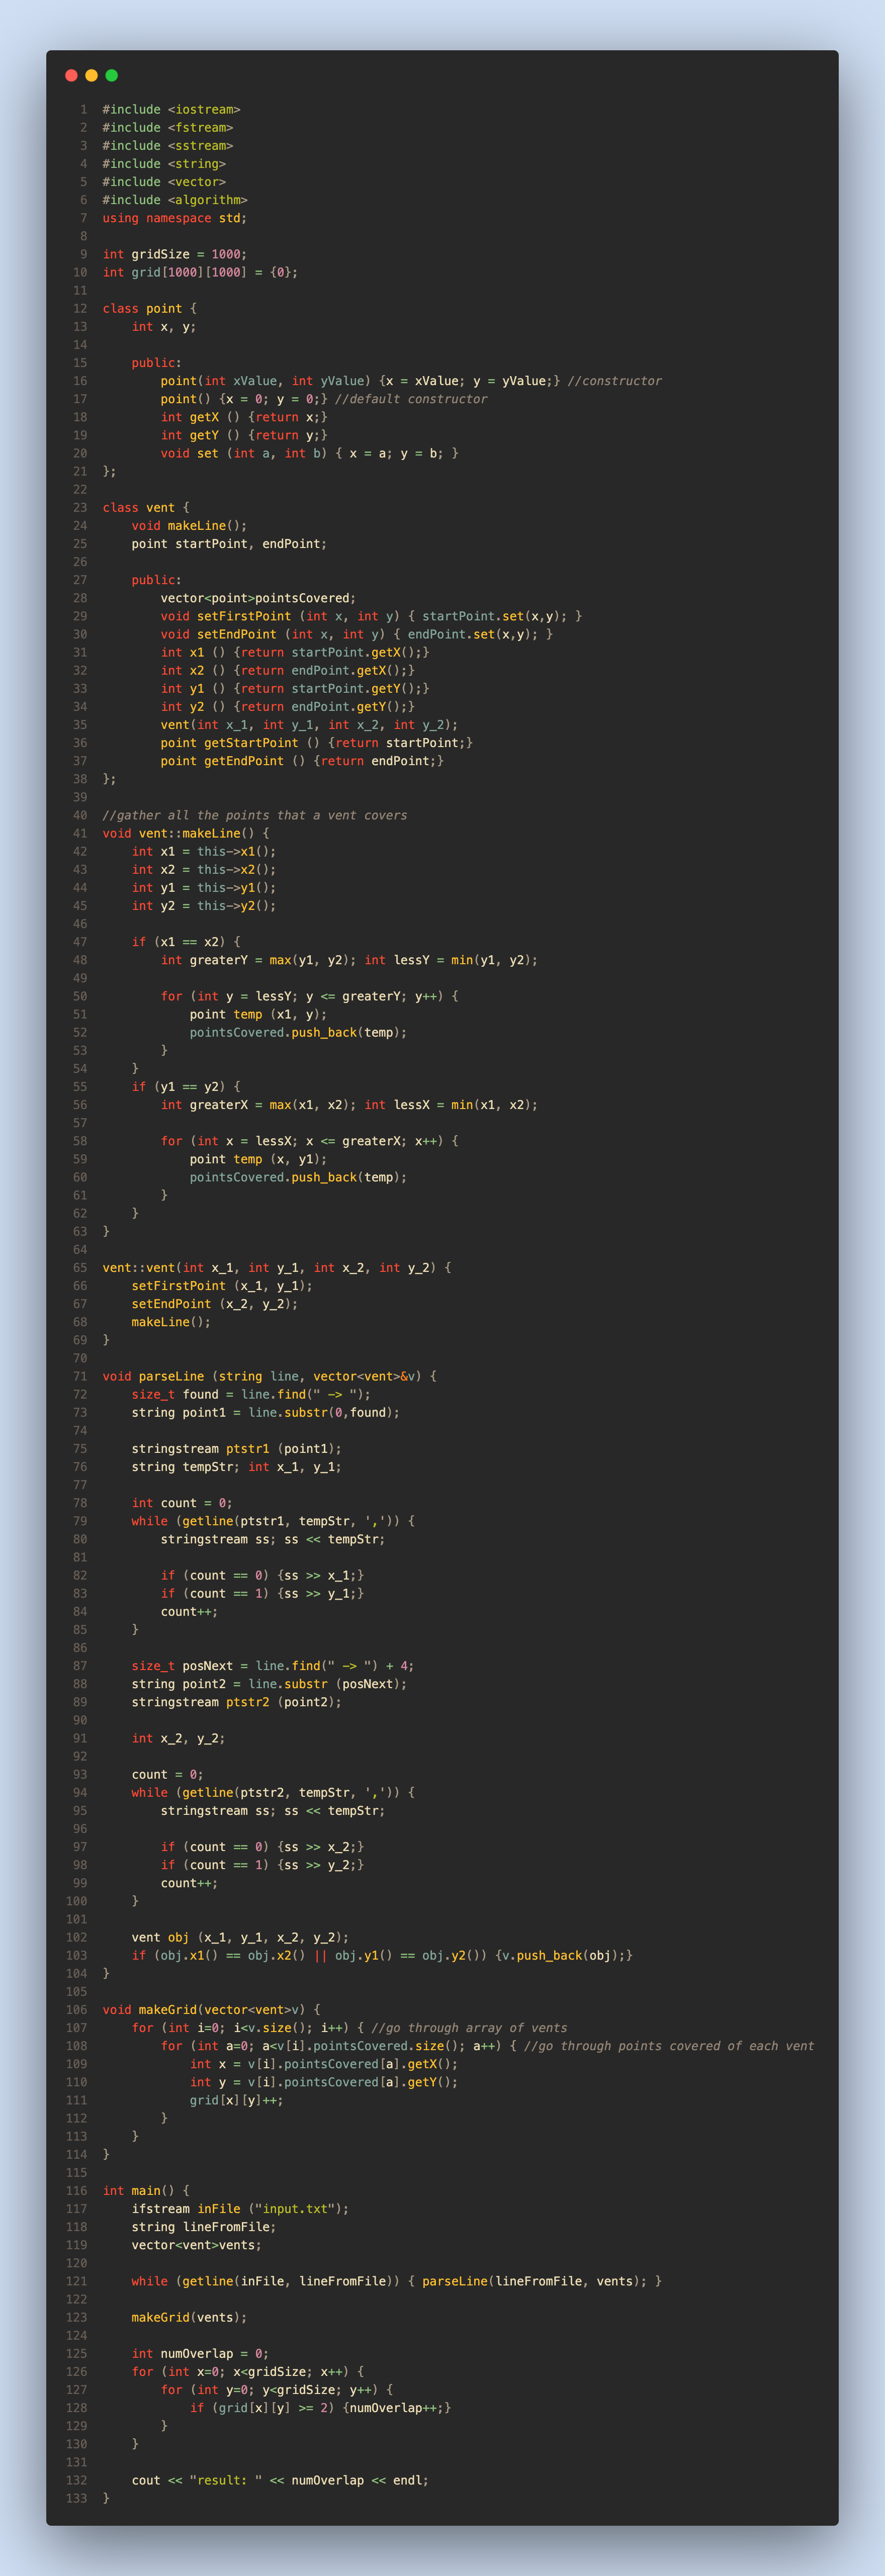 1 #include <iostream>
2 #include <fstream>
3 #include <sstream>
4 #include <string>
5 #include <vector>
6 #include <algorithm>
7 using namespace std;
8
9 int gridSize = 1000;
10 int grid[1000][1000] = {0};
11
12 class point {
13     int x, y;
14
15     public:
16         point(int xValue, int yValue) {x = xValue; y = yValue;} //constructor
17         point() {x = 0; y = 0;} //default constructor
18         int getX () {return x;}
19         int getY () {return y;}
20         void set (int a, int b) { x = a; y = b; }
21 };
22
23 class vent {
24     void makeLine();
25     point startPoint, endPoint;
26
27     public:
28         vector<point>pointsCovered;
29         void setFirstPoint (int x, int y) { startPoint.set(x,y); }
30         void setEndPoint (int x, int y) { endPoint.set(x,y); }
31         int x1 () {return startPoint.getX();}
32         int x2 () {return endPoint.getX();}
33         int y1 () {return startPoint.getY();}
34         int y2 () {return endPoint.getY();}
35         vent(int x_1, int y_1, int x_2, int y_2);
36         point getStartPoint () {return startPoint;}
37         point getEndPoint () {return endPoint;}
38 };
39
40 //gather all the points that a vent covers
41 void vent::makeLine() {
42     int x1 = this->x1();
43     int x2 = this->x2();
44     int y1 = this->y1();
45     int y2 = this->y2();
46
47     if (x1 == x2) {
48         int greaterY = max(y1, y2); int lessY = min(y1, y2);
49
50         for (int y = lessY; y <= greaterY; y++) {
51             point temp (x1, y);
52             pointsCovered.push_back(temp);
53         }
54     }
55     if (y1 == y2) {
56         int greaterX = max(x1, x2); int lessX = min(x1, x2);
57
58         for (int x = lessX; x <= greaterX; x++) {
59             point temp (x, y1);
60             pointsCovered.push_back(temp);
61         }
62     }
63 }
64
65 vent::vent(int x_1, int y_1, int x_2, int y_2) {
66     setFirstPoint (x_1, y_1);
67     setEndPoint (x_2, y_2);
68     makeLine();
69 }
70
71 void parseLine (string line, vector<vent>&v) {
72     size_t found = line.find(" -> ");
73     string point1 = line.substr(0,found);
74
75     stringstream ptstr1 (point1);
76     string tempStr; int x_1, y_1;
77
78     int count = 0;
79     while (getline(ptstr1, tempStr, ',')) {
80         stringstream ss; ss << tempStr;
81
82         if (count == 0) {ss >> x_1;}
83         if (count == 1) {ss >> y_1;}
84         count++;
85     }
86
87     size_t posNext = line.find(" -> ") + 4;
88     string point2 = line.substr (posNext);
89     stringstream ptstr2 (point2);
90
91     int x_2, y_2;
92
93     count = 0;
94     while (getline(ptstr2, tempStr, ',')) {
95         stringstream ss; ss << tempStr;
96
97         if (count == 0) {ss >> x_2;}
98         if (count == 1) {ss >> y_2;}
99         count++;
100     }
101
102     vent obj (x_1, y_1, x_2, y_2);
103     if (obj.x1() == obj.x2() || obj.y1() == obj.y2()) {v.push_back(obj);}
104 }
105
106 void makeGrid(vector<vent>v) {
107     for (int i=0; i<v.size(); i++) { //go through array of vents
108         for (int a=0; a<v[i].pointsCovered.size(); a++) { //go through points covered of each vent
109             int x = v[i].pointsCovered[a].getX();
110             int y = v[i].pointsCovered[a].getY();
111             grid[x][y]++;
112         }
113     }
114 }
115
116 int main() {
117     ifstream inFile ("input.txt");
118     string lineFromFile;
119     vector<vent>vents;
120
121     while (getline(inFile, lineFromFile)) { parseLine(lineFromFile, vents); }
122
123     makeGrid(vents);
124
125     int numOverlap = 0;
126     for (int x=0; x<gridSize; x++) {
127         for (int y=0; y<gridSize; y++) {
128             if (grid[x][y] >= 2) {numOverlap++;}
129         }
130     }
131
132     cout << "result: " << numOverlap << endl;
133 }